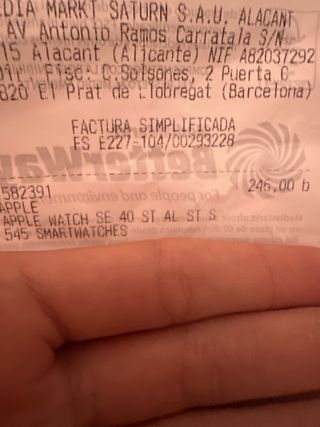 EDIA MARKT SATURN S.A.U. ALACANT
AV Antonio Ramos Carratala S/N
15 Alacant (Alicante) NIF A82037292
Fisc. C.Solsones, 2 Puerta C
820 El Prat de Llobregat (Barcelona)
FACTURA SIMPLIFICADA
FS E227-104/00293228
582391 246,00 b
APPLE
APPLE WATCH SE 40 ST AL ST S
545 SMARTWATCHES